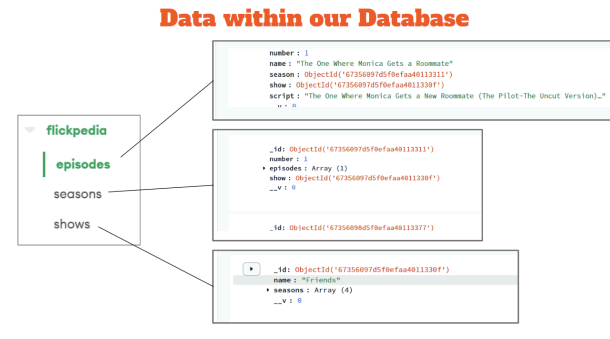 Data within our Database
flickpedia
episodes
seasons
shows
number : 1
name : "The One Where Monica Gets a Roommate"
season : ObjectId('67356097d5f0efaa40113311')
show : ObjectId('67356097d5f0efaa4011330f')
script : "The One Where Monica Gets a New Roommate (The Pilot-The Uncut Version)…"
__v : 0
_id: ObjectId('67356097d5f0efaa40113311')
number : 1
episodes : Array (1)
show : ObjectId('67356097d5f0efaa4011330f')
__v : 0
_id: ObjectId('67356098d5f0efaa40113377')
_id: ObjectId('67356097d5f0efaa4011330f')
name : "Friends"
seasons : Array (4)
__v : 0